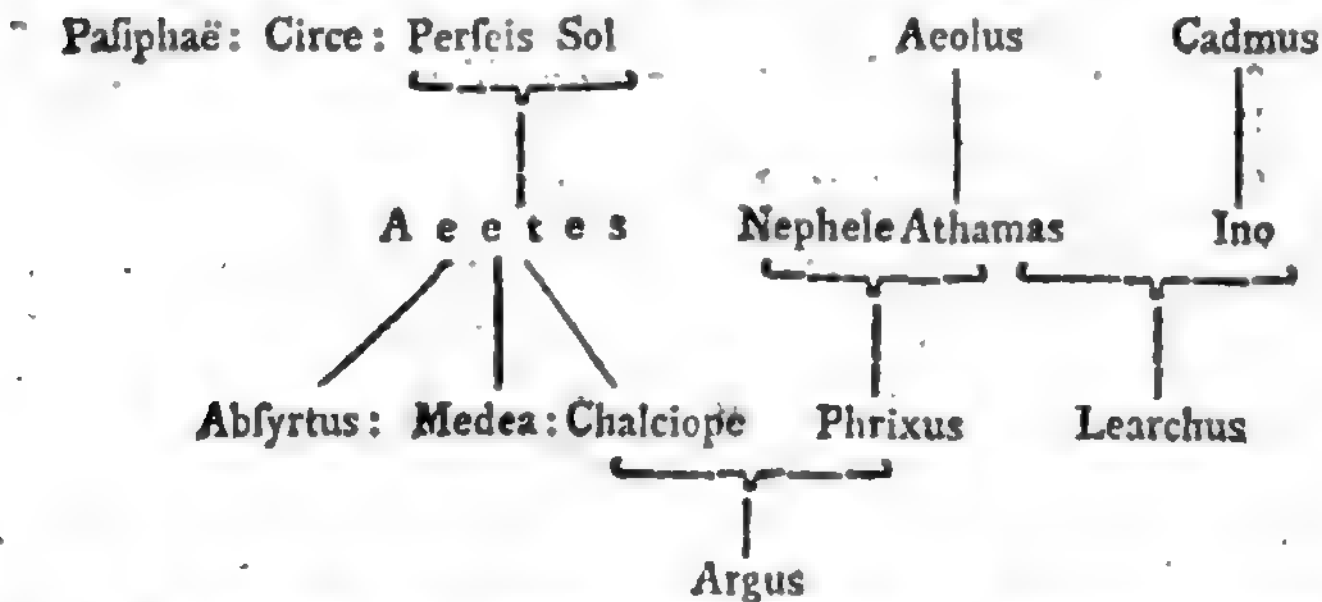 Paſiphaë: Circe: Perſeis Sol Aeolus Cadmus
Aeetes Nephele Athamas Ino
Abſyrtus: Medea: Chalciope Phrixus Learchus
Argus